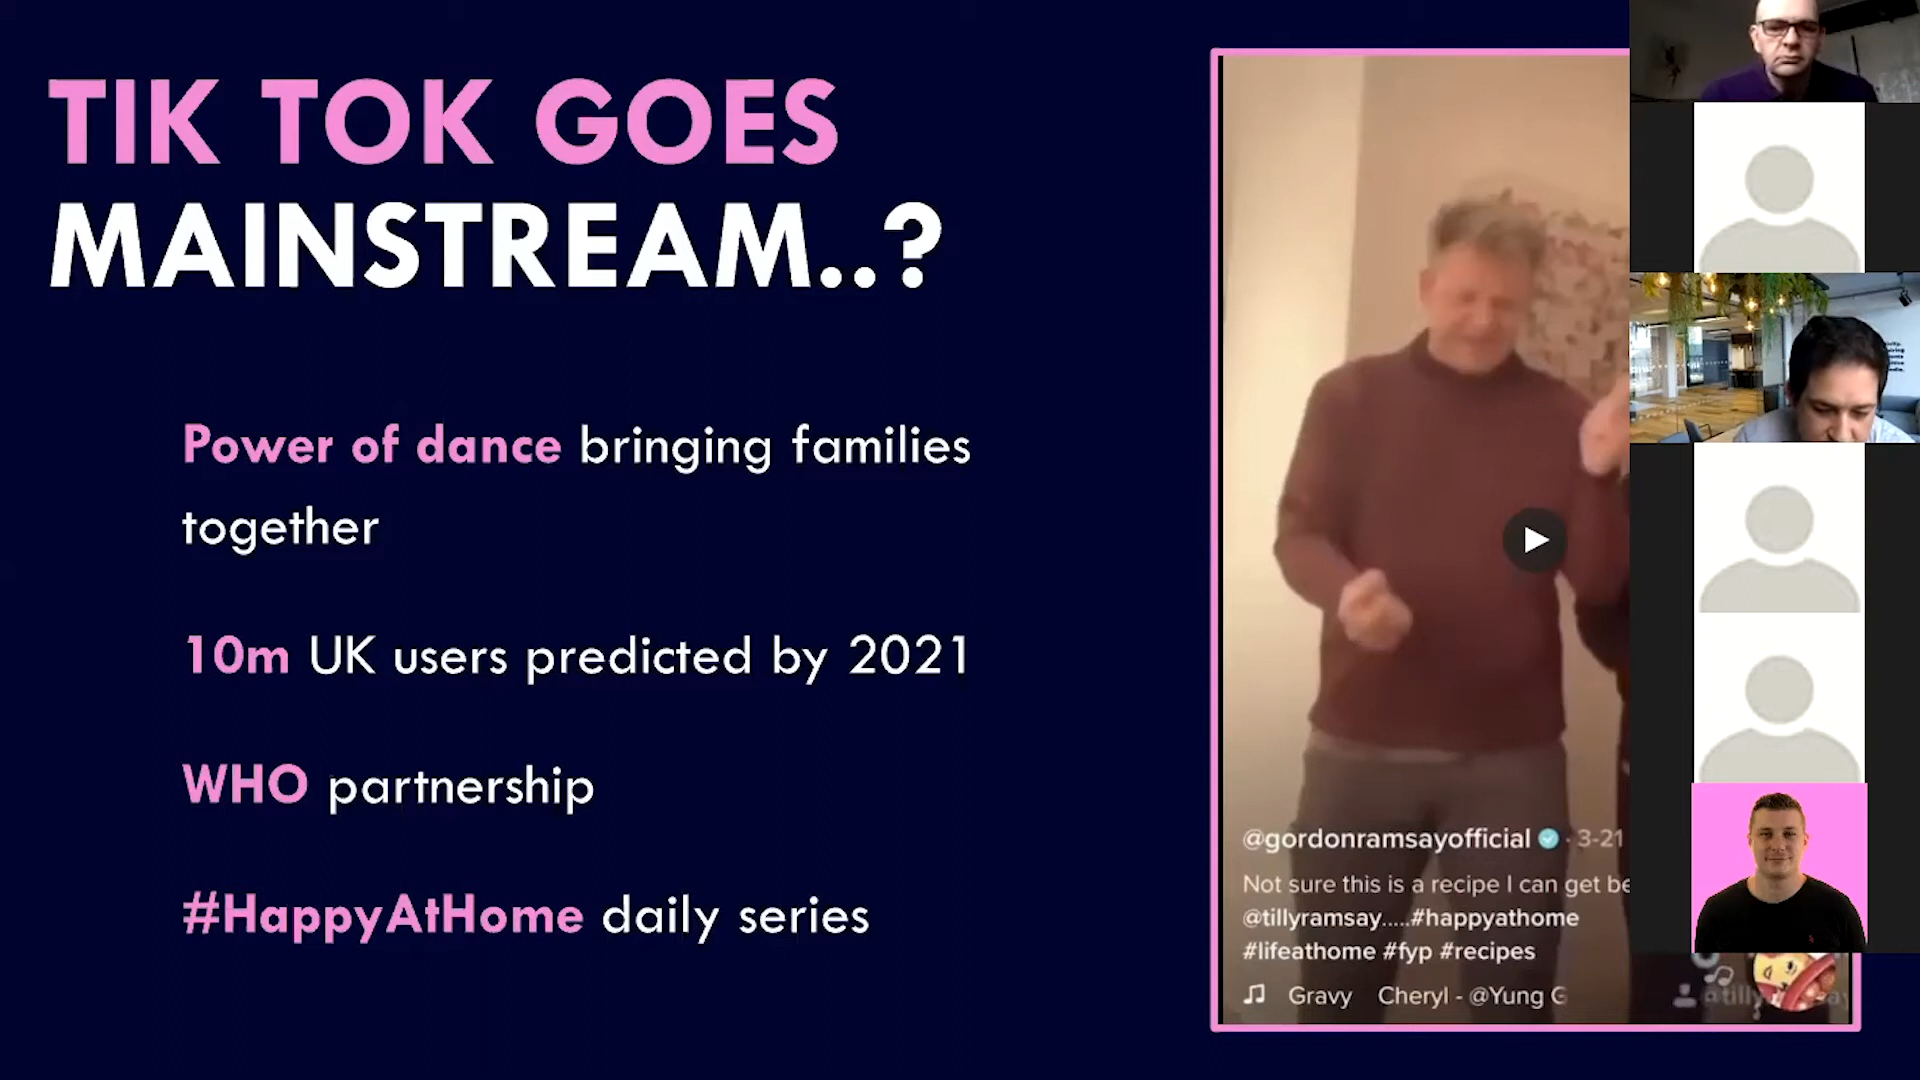 TIK TOK GOES
MAINSTREAM..?
Power of dance bringing families
together
10m UK users predicted by 2021
WHO partnership
#HappyAtHome daily series
@gordonramsayofficial · 3-21
Not sure this is a recipe I can get be
@tillyramsay.....#happyathome
#lifeathome #fyp #recipes
Gravy Cheryl - @Yung G